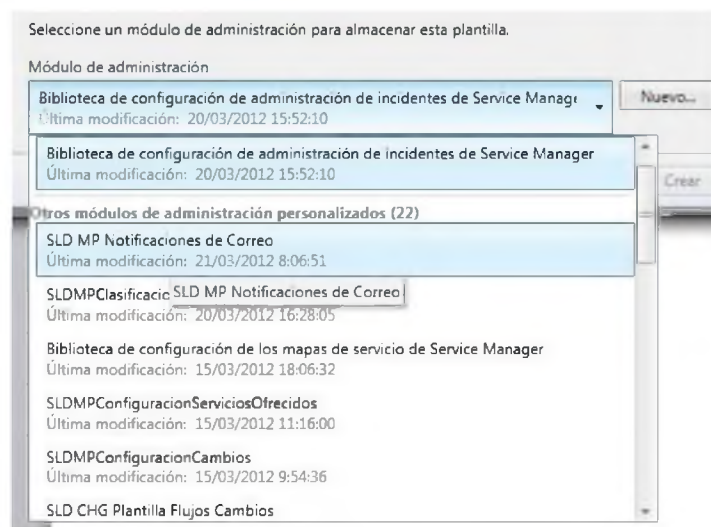 Seleccione un módulo de administración para almacenar esta plantilla.
Módulo de administración
Biblioteca de configuración de administración de incidentes de Service Manag
Última modificación: 20/03/2012 15:52:10
Nuevo...
Biblioteca de configuración de administración de incidentes de Service Manager
Última modificación: 20/03/2012 15:52:10
Crear
Otros módulos de administración personalizados (22)
SLD MP Notificaciones de Correo
Última modificación: 21/03/2012 8:06:51
SLDMPClasificacio
SLD MP Notificaciones de Correo
Última modificación: 20/03/2012 16:28:05
Biblioteca de configuración de los mapas de servicio de Service Manager
Última modificación: 15/03/2012 18:06:32
SLDMPConfiguracionServiciosOfrecidos
Última modificación: 15/03/2012 11:16:00
SLDMPConfiguracionCambios
Última modificación: 15/03/2012 9:54:36
SLD CHG Plantilla Flujos Cambios